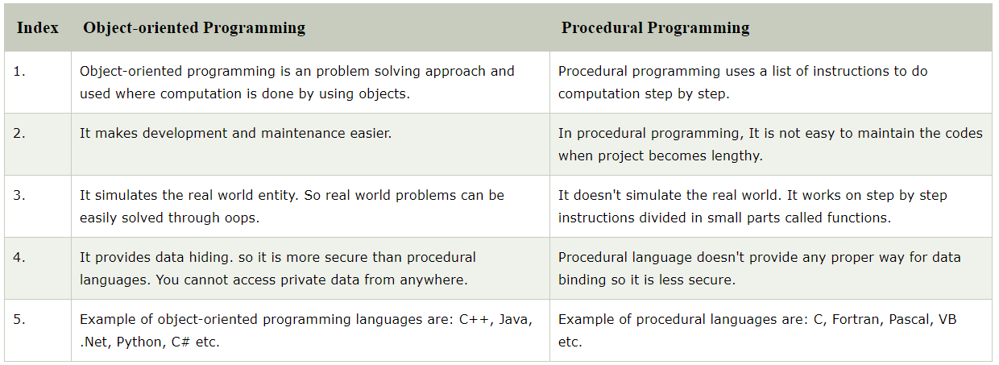 Index Object-oriented Programming Procedural Programming
1. Object-oriented programming is an problem solving approach and
used where computation is done by using objects.
Procedural programming uses a list of instructions to do
computation step by step.
2. It makes development and maintenance easier.
In procedural programming, It is not easy to maintain the codes
when project becomes lengthy.
3. It simulates the real world entity. So real world problems can be
easily solved through oops.
It doesn't simulate the real world. It works on step by step
instructions divided in small parts called functions.
4. It provides data hiding. so it is more secure than procedural
languages. You cannot access private data from anywhere.
Procedural language doesn't provide any proper way for data
binding so it is less secure.
5. Example of object-oriented programming languages are: C++, Java,
.Net, Python, C# etc.
Example of procedural languages are: C, Fortran, Pascal, VB
etc.